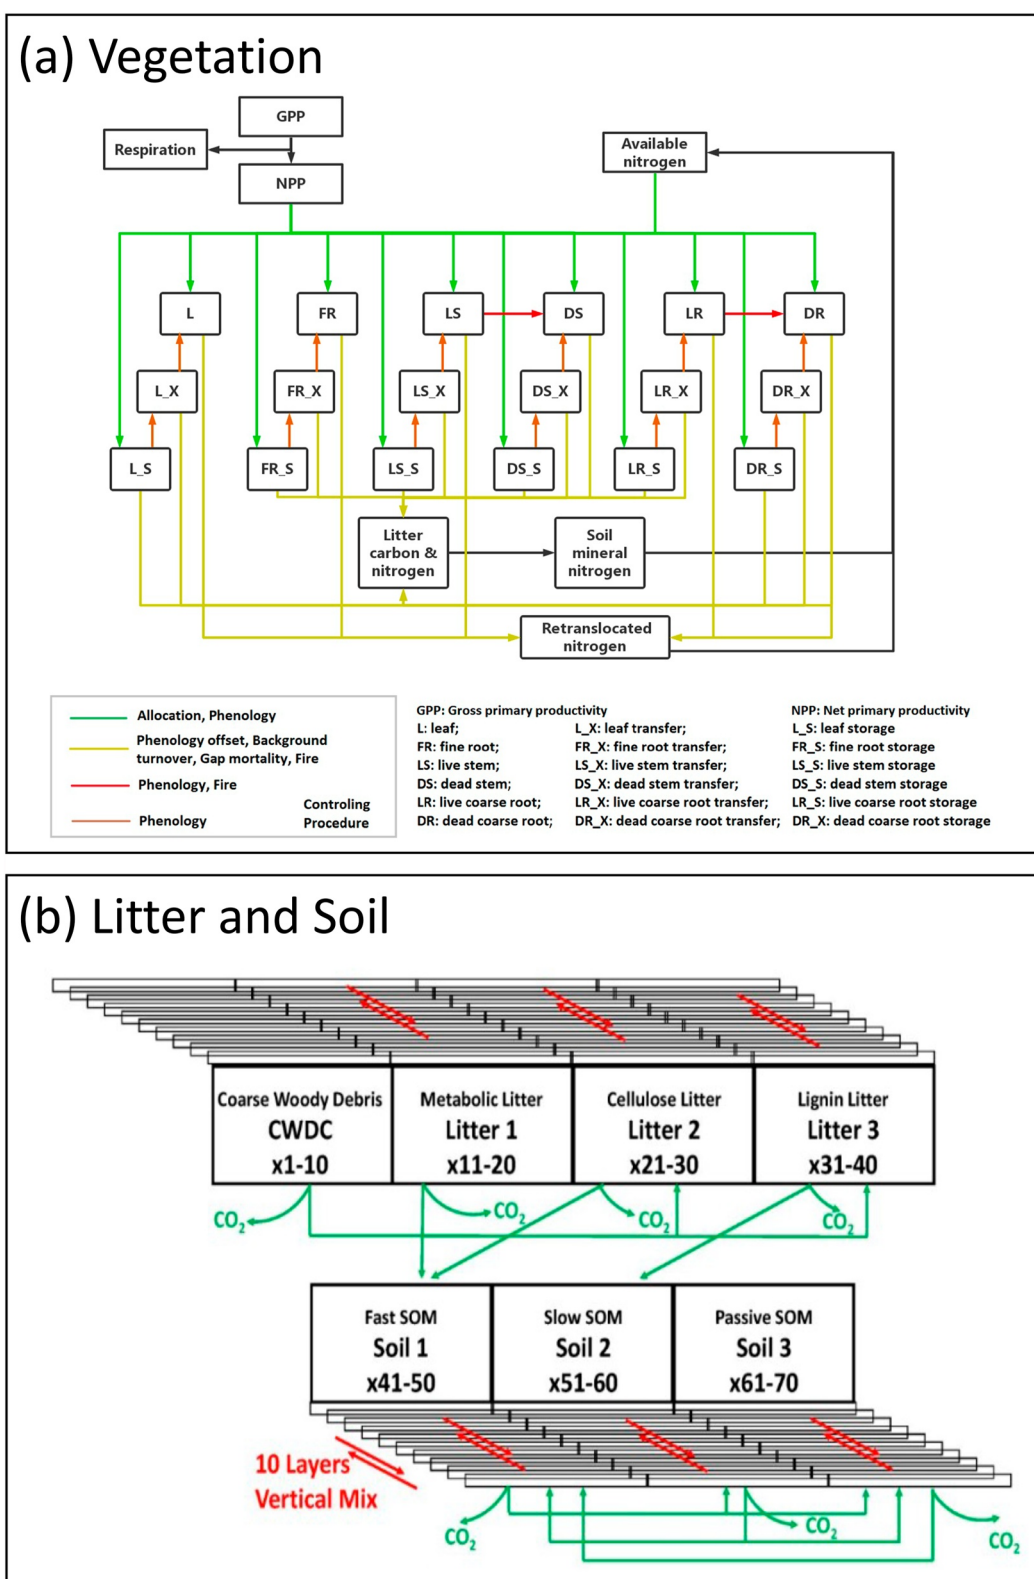 (a) Vegetation
GPP
Respiration
NPP
Available
nitrogen
L
FR
LS
DS
LR
DR
L_X
FR_X
LS_X
DS_X
LR_X
DR_X
L_S
FR_S
LS_S
DS_S
LR_S
DR_S
Litter
carbon &
nitrogen
Soil
mineral
nitrogen
Retranslocated
nitrogen
Allocation, Phenology
Phenology offset, Background
turnover, Gap mortality, Fire
Phenology, Fire
Phenology
Controling
Procedure
GPP: Gross primary productivity NPP: Net primary productivity
L: leaf; L_X: leaf transfer; L_S: leaf storage
FR: fine root; FR_X: fine root transfer; FR_S: fine root storage
LS: live stem; LS_X: live stem transfer; LS_S: live stem storage
DS: dead stem; DS_X: dead stem transfer; DS_S: dead stem storage
LR: live coarse root; LR_X: live coarse root transfer; LR_S: live coarse root storage
DR: dead coarse root; DR_X: dead coarse root transfer; DR_X: dead coarse root storage
(b) Litter and Soil
Coarse Woody Debris
CWDC
x1-10
Metabolic Litter
Litter 1
x11-20
Cellulose Litter
Litter 2
x21-30
Lignin Litter
Litter 3
x31-40
CO2
CO2
CO2
CO2
Fast SOM
Soil 1
x41-50
Slow SOM
Soil 2
x51-60
Passive SOM
Soil 3
x61-70
10 Layers
Vertical Mix
CO2
CO2
CO2